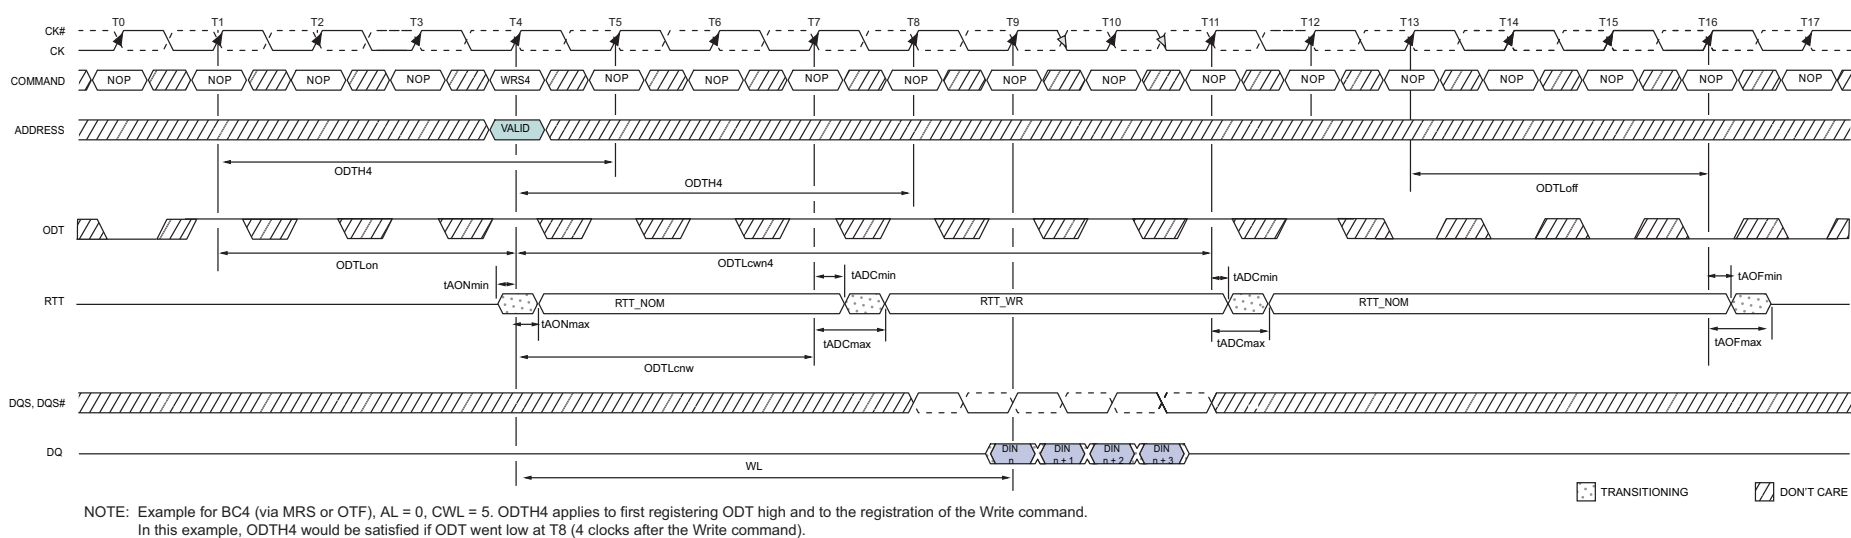 T0 T1 T2 T3 T4 T5 T6 T7 T8 T9 T10 T11 T12 T13 T14 T15 T16 T17
CK#
CK
COMMAND NOP NOP NOP NOP WRS4 NOP NOP NOP NOP NOP NOP NOP NOP NOP NOP NOP NOP NOP
ADDRESS VALID
ODTH4
ODTH4
ODTLoff
ODT
ODTLon ODTLcwn4
tAONmin tADCmin tADCmin tAOFmin
RTT RTT_NOM RTT_WR RTT_NOM
tAONmax tADCmax tADCmax tAOFmax
ODTLcnw
DQS, DQS#
DQ DIN n DIN n + 1 DIN n + 2 DIN n + 3
WL
TRANSITIONING DON'T CARE
NOTE: Example for BC4 (via MRS or OTF), AL = 0, CWL = 5. ODTH4 applies to first registering ODT high and to the registration of the Write command.
In this example, ODTH4 would be satisfied if ODT went low at T8 (4 clocks after the Write command).